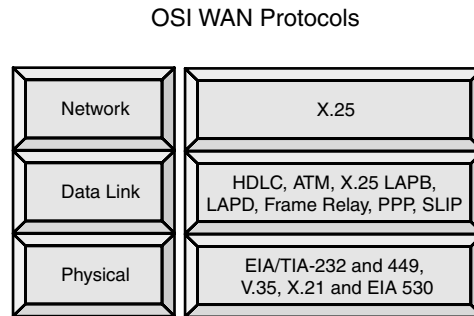 OSI WAN Protocols
Network
X.25
Data Link
HDLC, ATM, X.25 LAPB,
LAPD, Frame Relay, PPP, SLIP
Physical
EIA/TIA-232 and 449,
V.35, X.21 and EIA 530